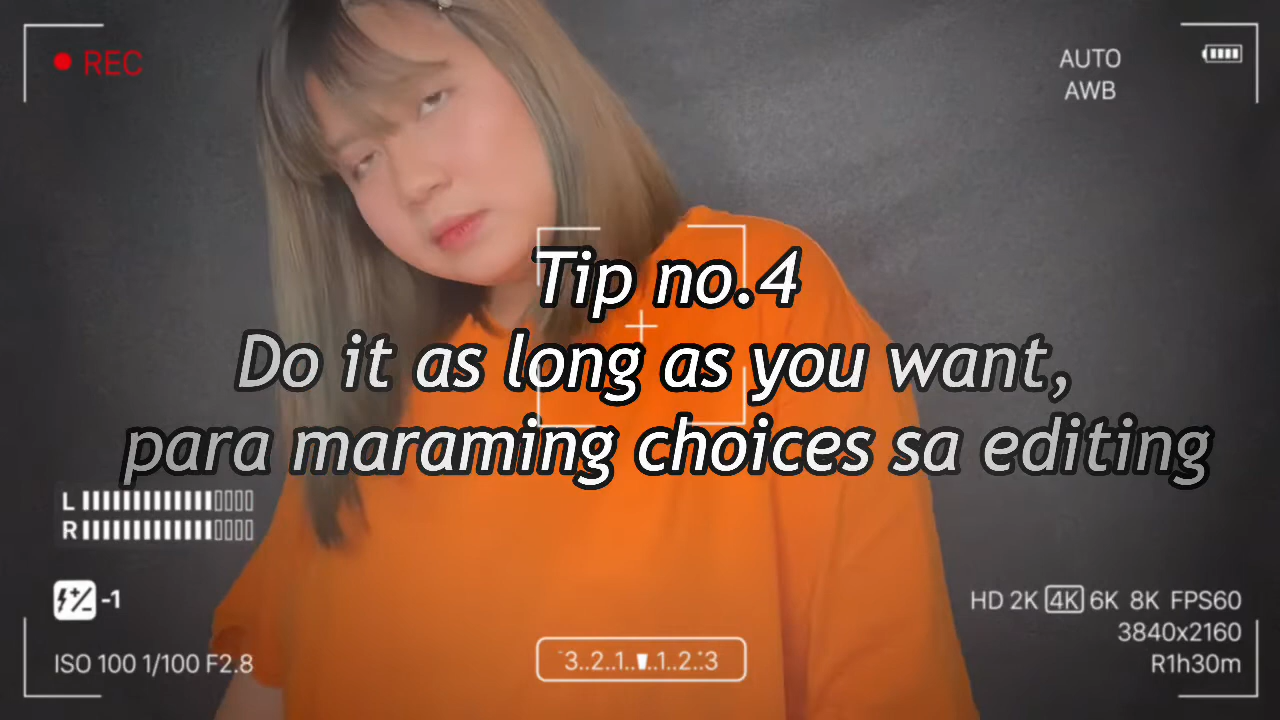 REC
AUTO
AWB
Tip no.4
Do it as long as you want,
para maraming choices sa editing
L
R
-1
ISO 100 1/100 F2.8
3..2..1....1..2..3
HD 2K 4K 6K 8K FPS60
3840x2160
R1h30m